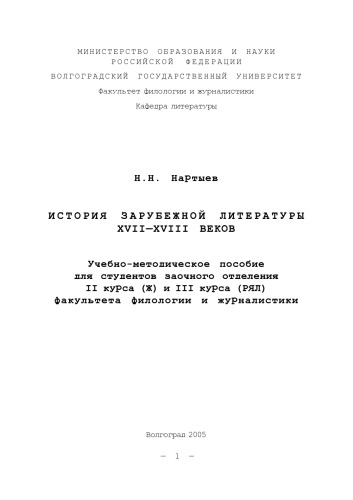 МИНИСТЕРСТВО ОБРАЗОВАНИЯ И НАУКИ
РОССИЙСКОЙ ФЕДЕРАЦИИ
ВОЛГОГРАДСКИЙ ГОСУДАРСТВЕННЫЙ УНИВЕРСИТЕТ
Факультет филологии и журналистики
Кафедра литературы
Н.Н. Нартыев
ИСТОРИЯ ЗАРУБЕЖНОЙ ЛИТЕРАТУРЫ
XVII—XVIII ВЕКОВ
Учебно-методическое пособие
для студентов заочного отделения
II курса (Ж) и III курса (РЯЛ)
факультета филологии и журналистики
Волгоград 2005
— 1 —